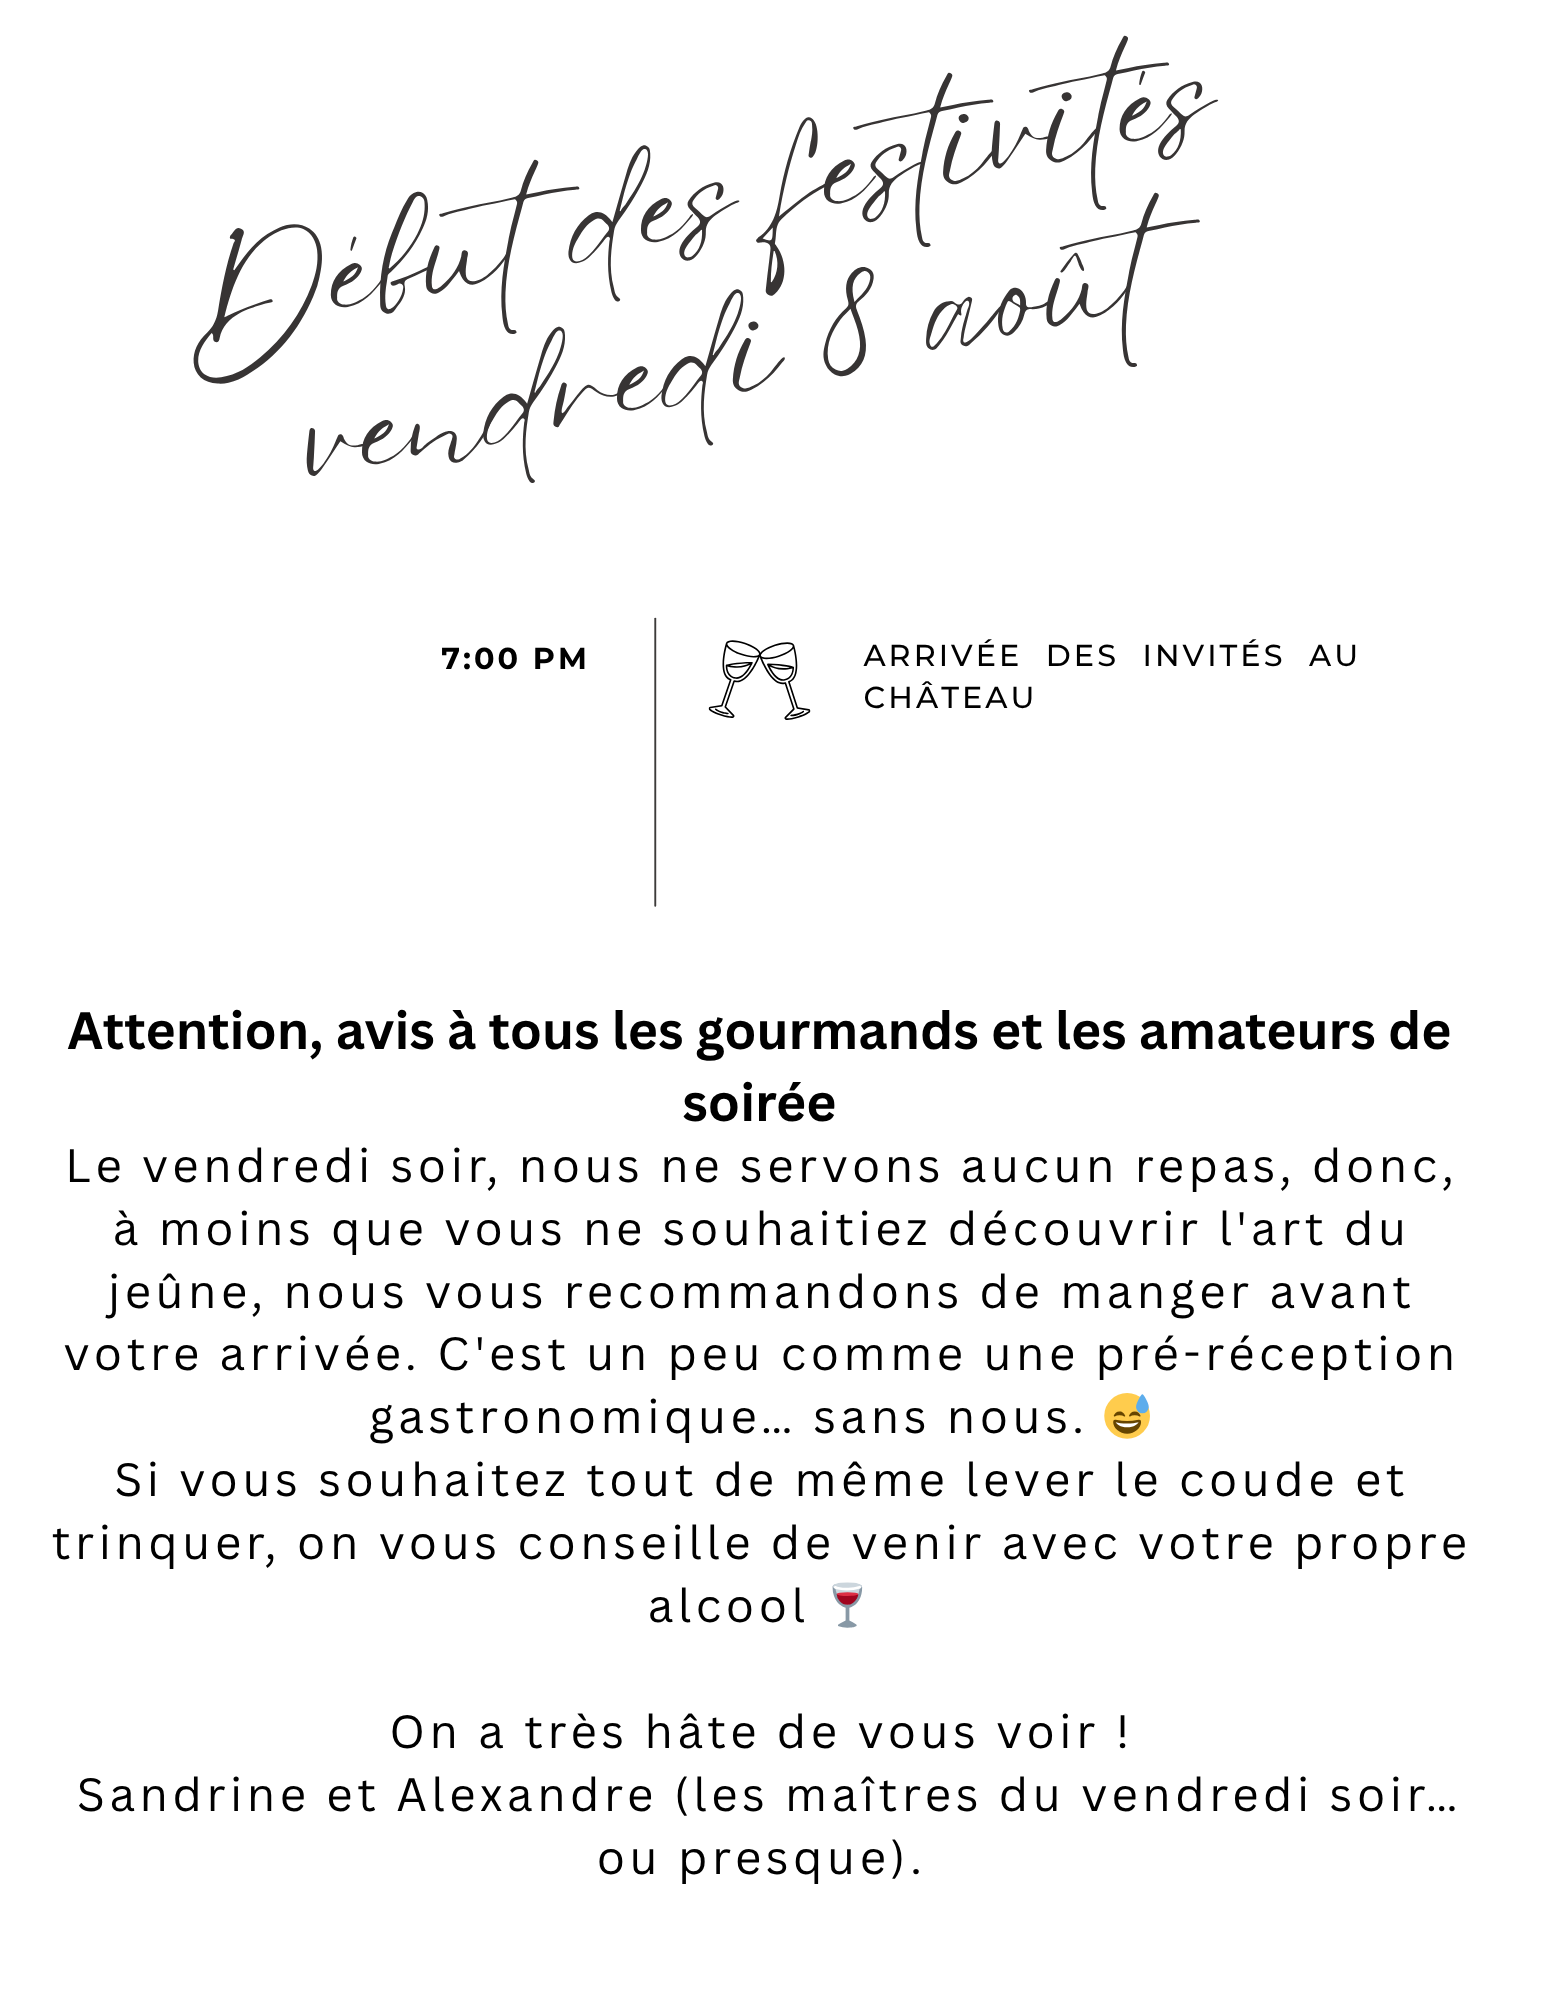 Début des festivités
vendredi 8 août
7:00 PM
ARRIVÉE DES INVITÉS AU
CHÂTEAU
Attention, avis à tous les gourmands et les amateurs de
soirée
Le vendredi soir, nous ne servons aucun repas, donc,
à moins que vous ne souhaitiez découvrir l'art du
jeûne, nous vous recommandons de manger avant
votre arrivée. C'est un peu comme une pré-réception
gastronomique… sans nous. 😅
Si vous souhaitez tout de même lever le coude et
trinquer, on vous conseille de venir avec votre propre
alcool 🍷
On a très hâte de vous voir !
Sandrine et Alexandre (les maîtres du vendredi soir…
ou presque).